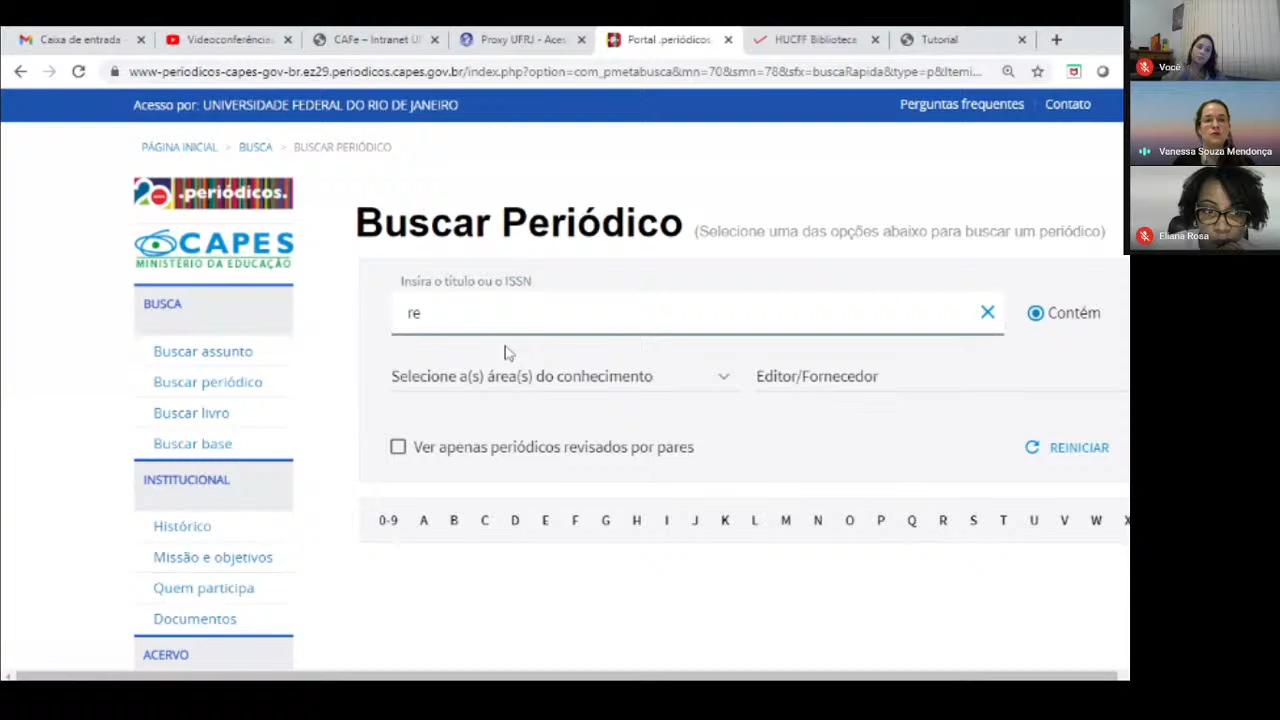 Caixa de entrada
Videoconferências
CAFe – Intranet UF
Proxy UFRJ - Aces
Portal .periódicos.
HUCFF Biblioteca
Tutorial
www-periodicos-capes-gov-br.ez29.periodicos.capes.gov.br/index.php?option=com_pmetabusca&mn=70&smn=78&sfx=buscaRapida&type=p&Itemi...
Acesso por: UNIVERSIDADE FEDERAL DO RIO DE JANEIRO
Perguntas frequentes
Contato
PÁGINA INICIAL > BUSCA > BUSCAR PERIÓDICO
20 .periódicos.
CAPES
MINISTÉRIO DA EDUCAÇÃO
BUSCA
Buscar assunto
Buscar periódico
Buscar livro
Buscar base
INSTITUCIONAL
Histórico
Missão e objetivos
Quem participa
Documentos
ACERVO
Buscar Periódico (Selecione uma das opções abaixo para buscar um periódico)
Insira o título ou o ISSN
re
Contém
Selecione a(s) área(s) do conhecimento
Editor/Fornecedor
Ver apenas periódicos revisados por pares
REINICIAR
0-9 A B C D E F G H I J K L M N O P Q R S T U V W X
Você
Vanessa Souza Mendonça
Eliana Rosa